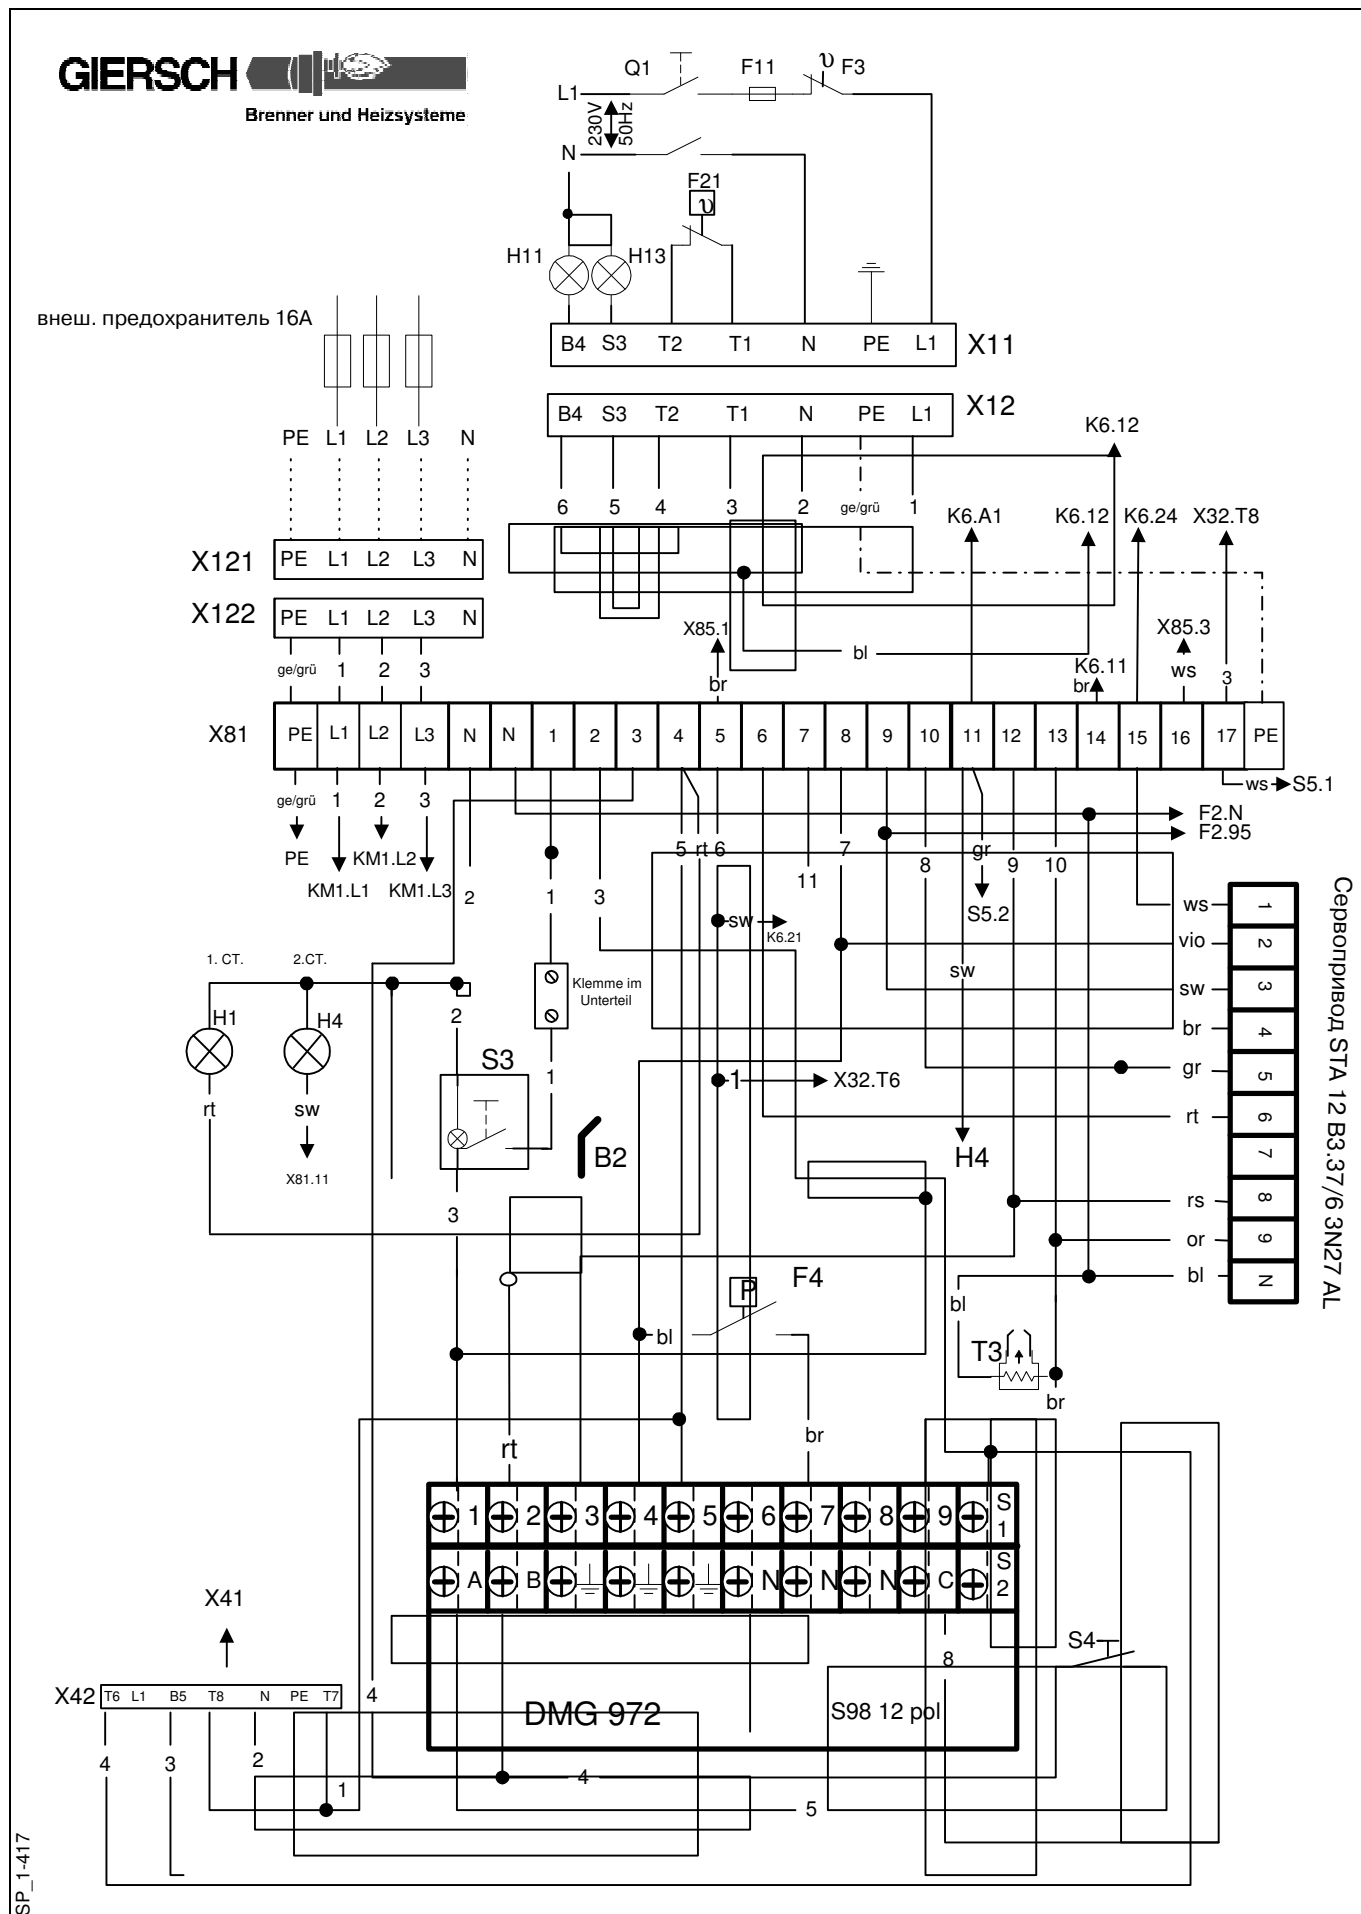 GIERSCH
Brenner und Heizsysteme
Q1 F11 υ F3
L1
230V
50Hz
N
F21
υ
H11 H13
внеш. предохранитель 16А
B4 S3 T2 T1 N PE L1 X11
B4 S3 T2 T1 N PE L1 X12
K6.12
PE L1 L2 L3 N
6 5 4 3 2 ge/grü 1
K6.A1 K6.12 K6.24 X32.T8
X121 PE L1 L2 L3 N
X122 PE L1 L2 L3 N
X85.1 X85.3
bl
K6.11
ge/grü 1 2 3
br br ws 3
X81 PE L1 L2 L3 N N 1 2 3 4 5 6 7 8 9 10 11 12 13 14 15 16 17 PE
ws S5.1
ge/grü 1 2 3
F2.N
F2.95
PE KM1.L2
KM1.L1 KM1.L3
5 rt 6 7 gr
8 9 10
11
2 1 3
S5.2
sw
K6.21
ws 1
vio 2
sw 3
br 4
gr 5
rt 6
7
rs 8
or 9
bl N
Сервопривод STA 12 B3.37/6 3N27 AL
1. СТ. 2.СТ.
sw
Klemme im
Unterteil
H1 H4
2
S3
1
1 X32.T6
rt sw
B2
H4
X81.11
3
F4
P
bl
bl
T3
br
br
rt
1 2 3 4 5 6 7 8 9 S1
A B N N N C S2
X41
S4
8
X42 T6 L1 B5 T8 N PE T7
4
DMG 972
S98 12 pol
4 3 2
1
4
5
SP_1-417